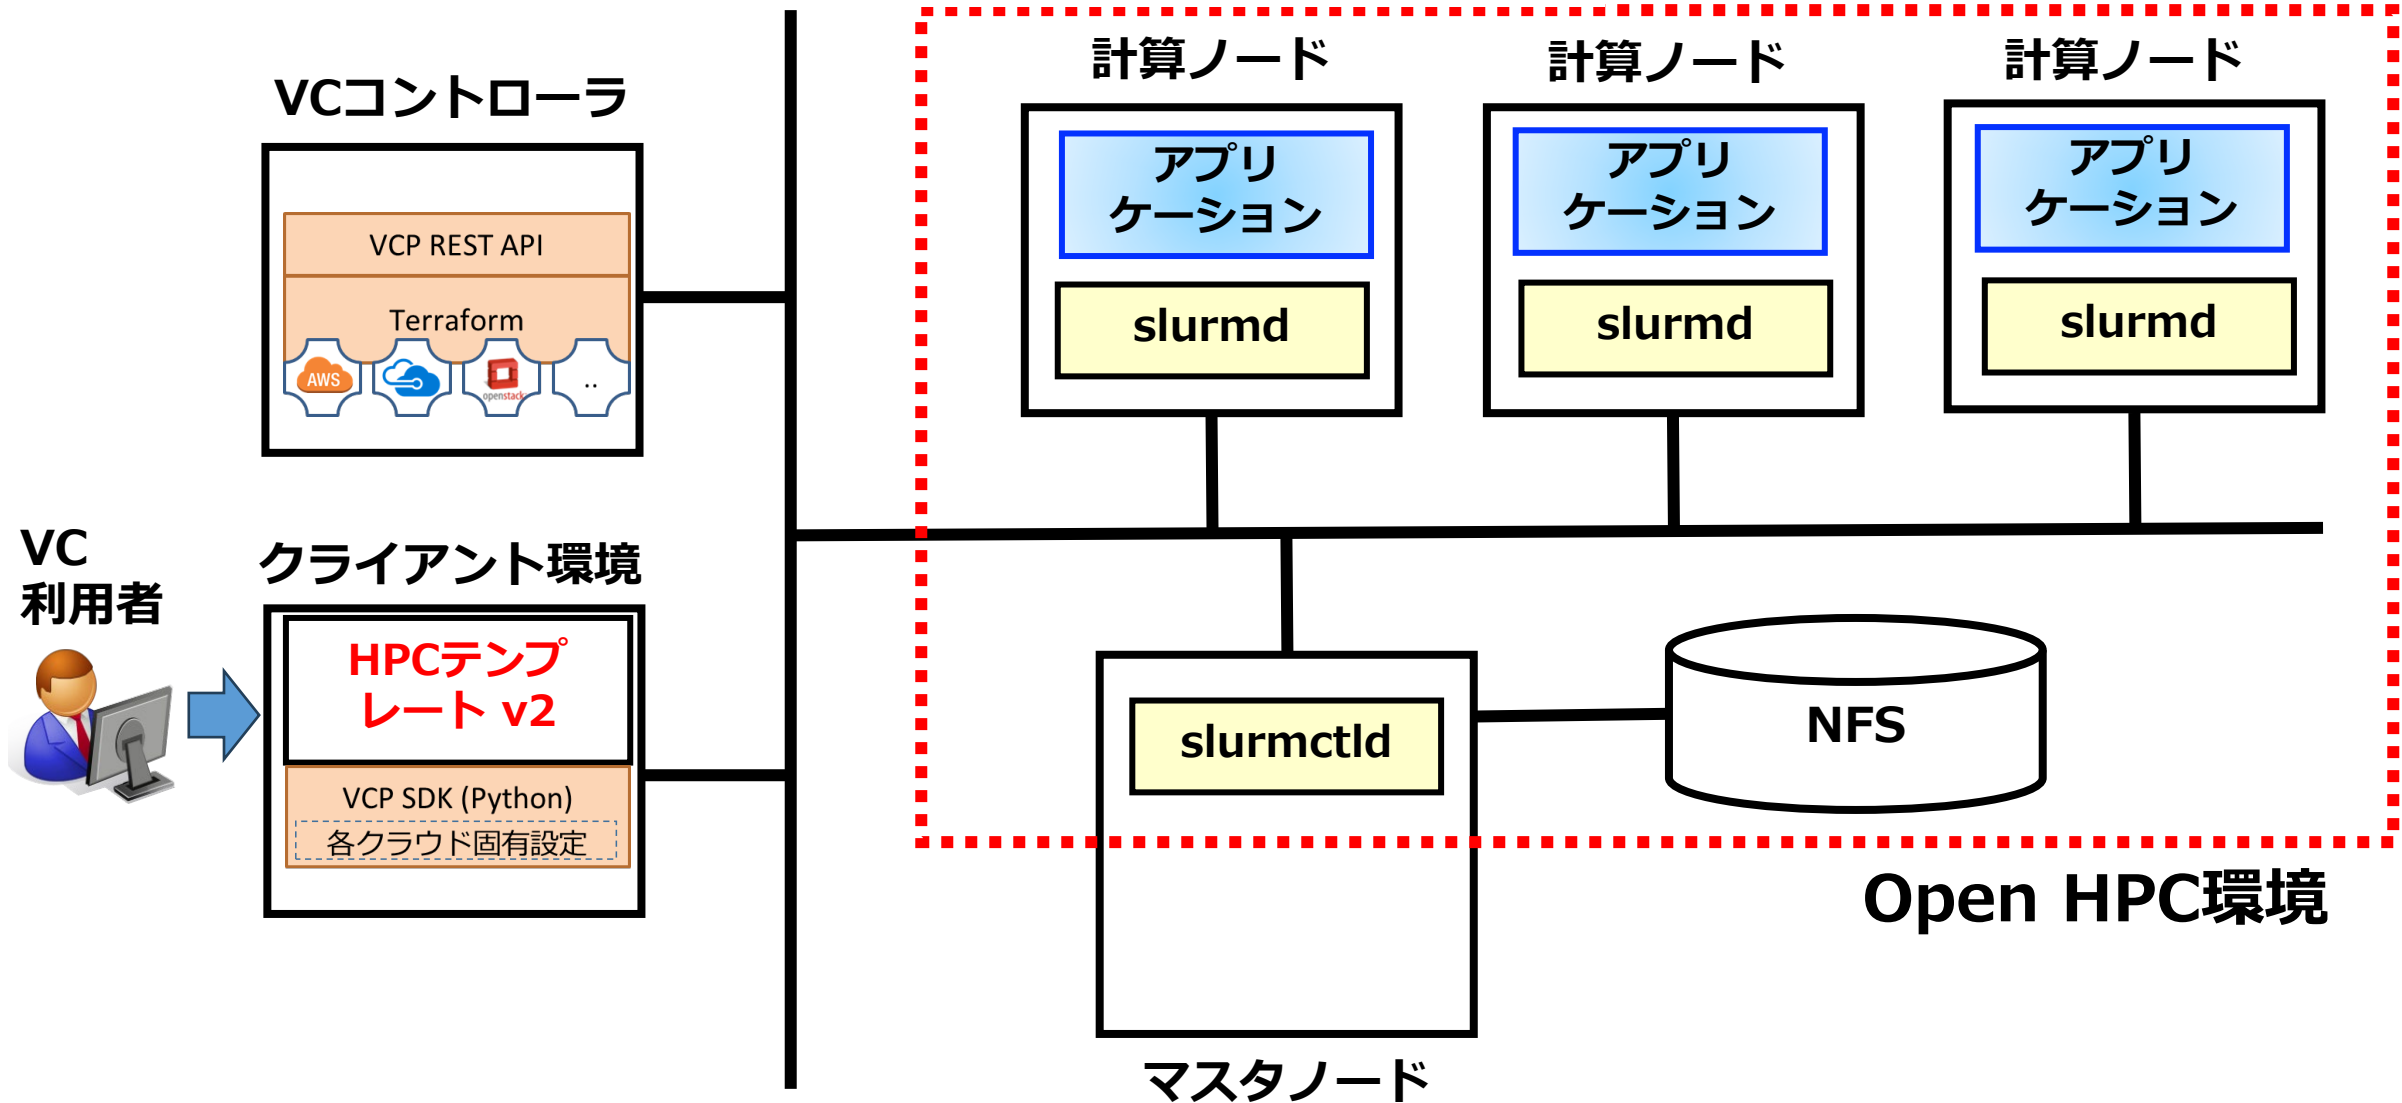 VCコントローラ
VCP REST API
Terraform
AWS
openstack
..
VC
利用者
クライアント環境
HPCテンプ
レート v2
VCP SDK (Python)
各クラウド固有設定
計算ノード
アプリ
ケーション
slurmd
計算ノード
アプリ
ケーション
slurmd
計算ノード
アプリ
ケーション
slurmd
slurmctld
マスタノード
NFS
Open HPC環境